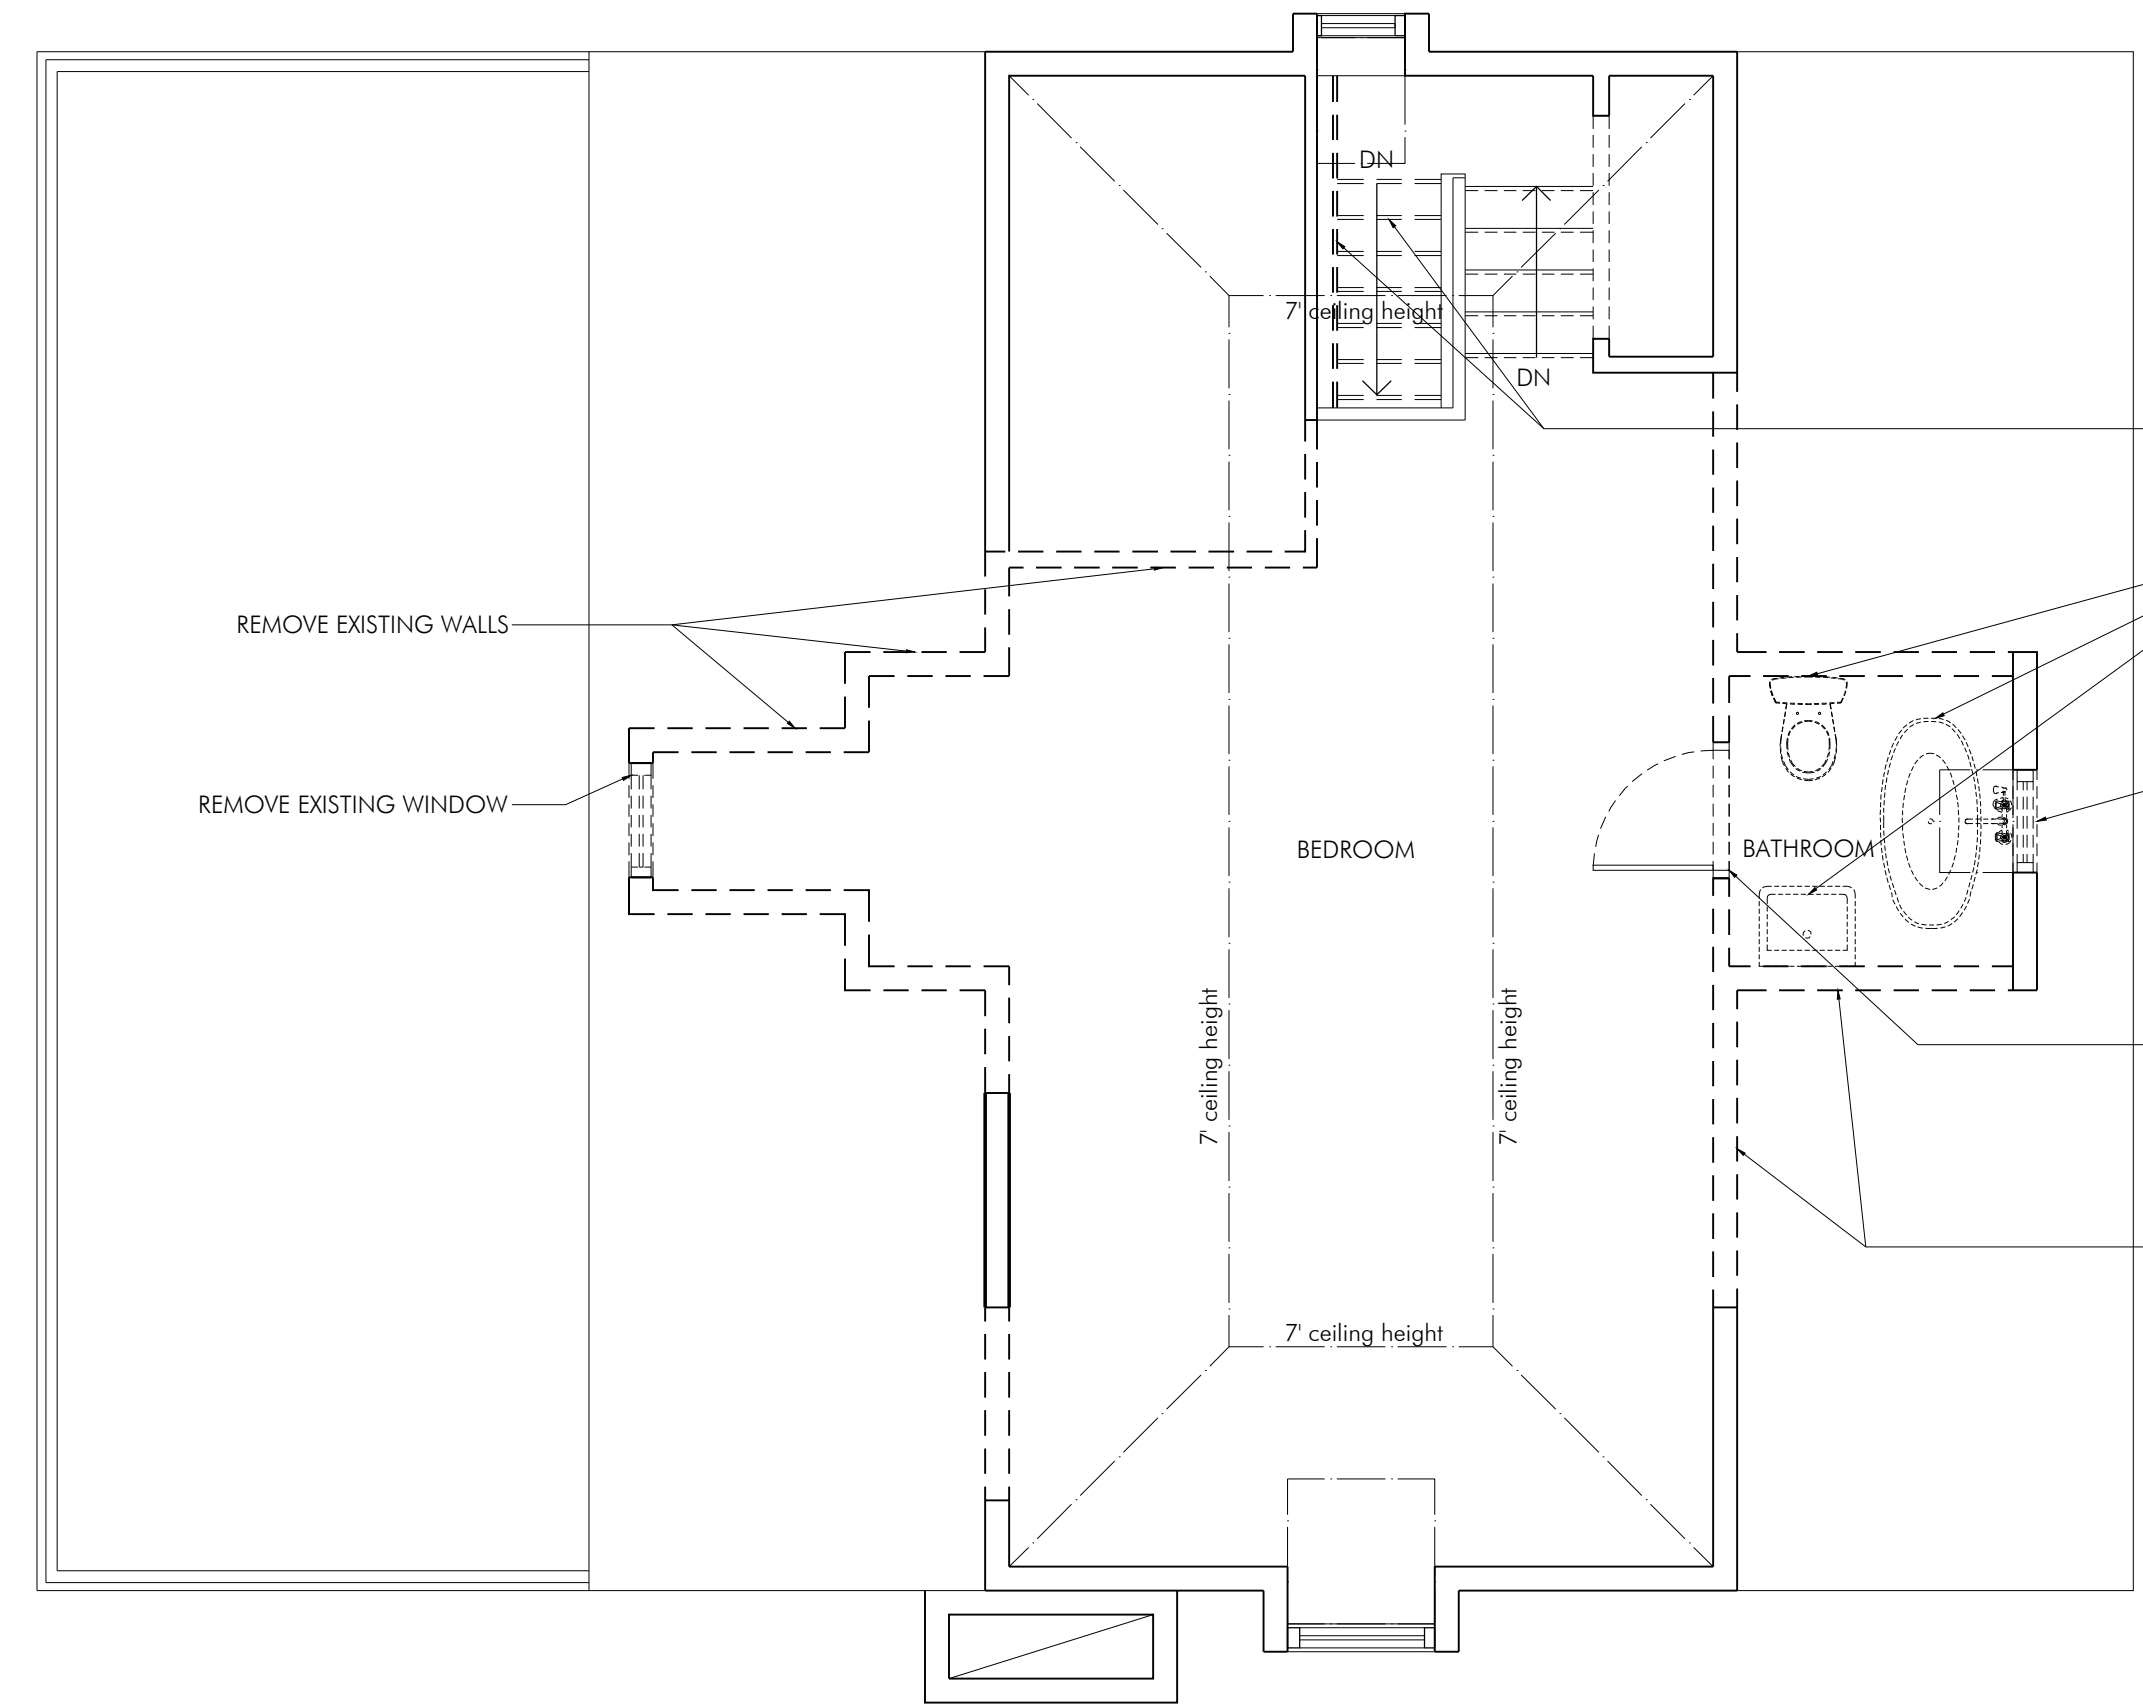 DN
7' ceiling height
DN
REMOVE EXISTING WALLS
REMOVE EXISTING WINDOW
BEDROOM
BATHROOM
7' ceiling height
7' ceiling height
7' ceiling height